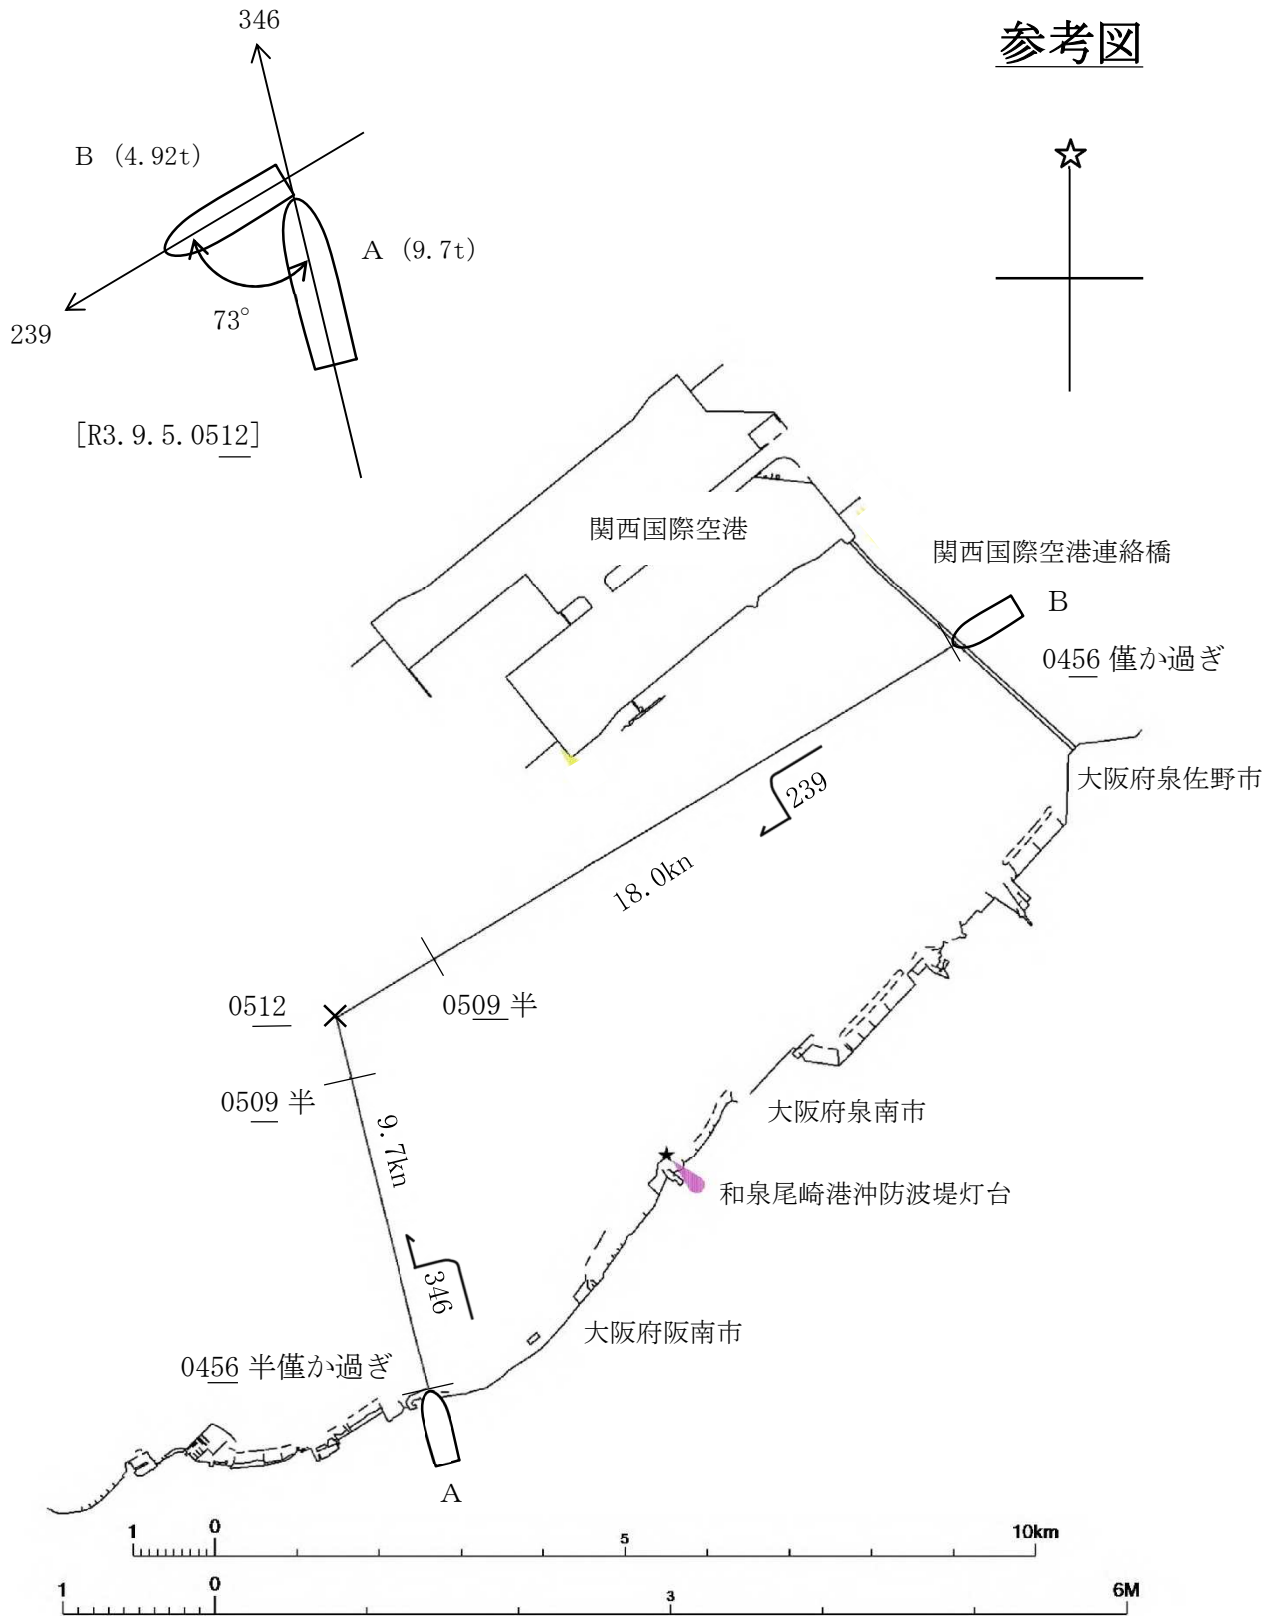 参考図
346
B (4.92t)
A (9.7t)
73°
239
[R3.9.5.0512]
関西国際空港
関西国際空港連絡橋
B
0456 僅か過ぎ
大阪府泉佐野市
239
18.0kn
0512
0509 半
0509 半
9.7kn
大阪府泉南市
和泉尾崎港沖防波堤灯台
346
大阪府阪南市
0456 半僅か過ぎ
A
1 0 5 10km
1 0 3 6M